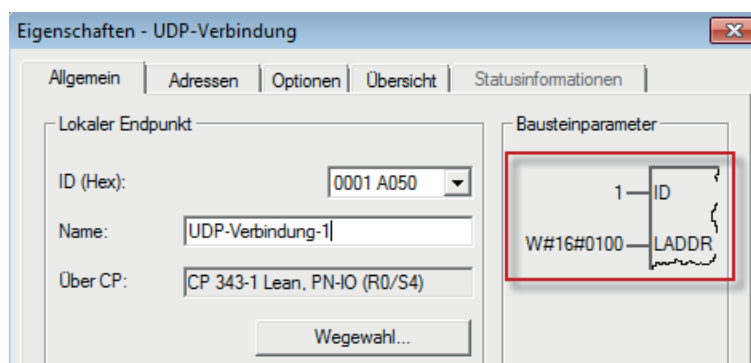 Eigenschaften - UDP-Verbindung
Allgemein Adressen Optionen Übersicht Statusinformationen
Lokaler Endpunkt
ID (Hex): 0001 A050
Name: UDP-Verbindung-1
Über CP: CP 343-1 Lean, PN-IO (R0/S4)
Wegewahl...
Bausteinparameter
1 ID
W#16#0100 LADDR